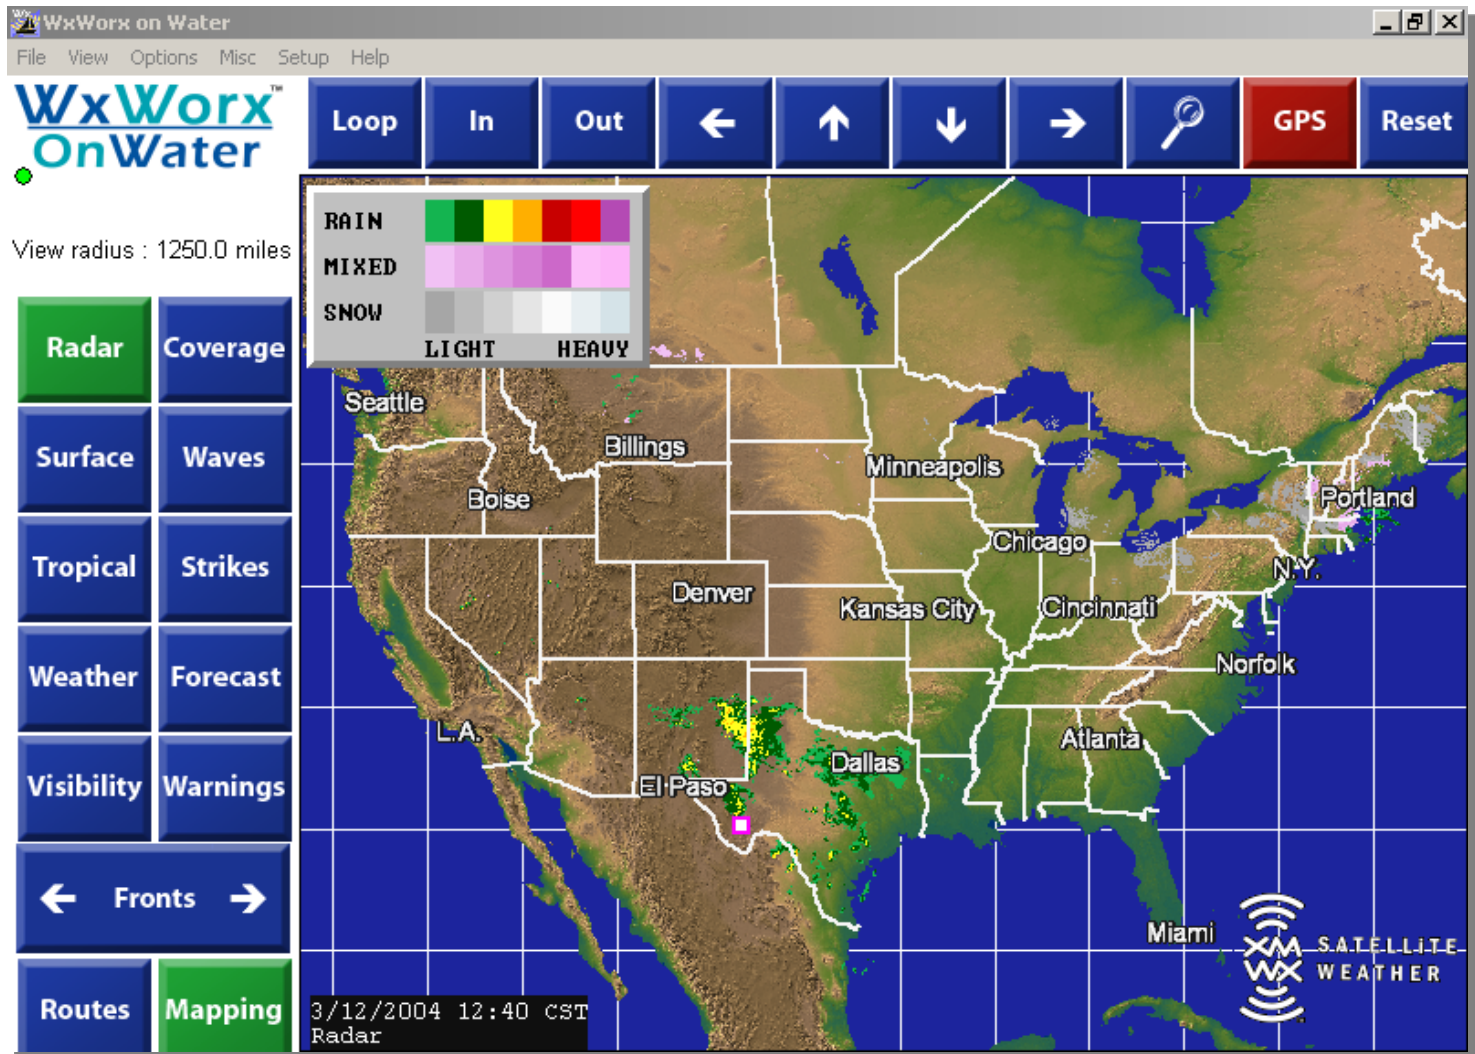 WxWorx on Water
File View Options Misc Setup Help
WxWorx™
OnWater
Loop In Out GPS Reset
View radius : 1250.0 miles
RAIN
MIXED
SNOW
LIGHT HEAVY
Radar Coverage
Surface Waves
Tropical Strikes
Weather Forecast
Visibility Warnings
Fronts
Routes Mapping
Seattle
Billings
Minneapolis
Boise
Portland
Chicago
N.Y.
Denver
Kansas City
Cincinnati
Norfolk
L.A.
Atlanta
Dallas
El Paso
Miami
XM SATELLITE
WX WEATHER
3/12/2004 12:40 CST
Radar